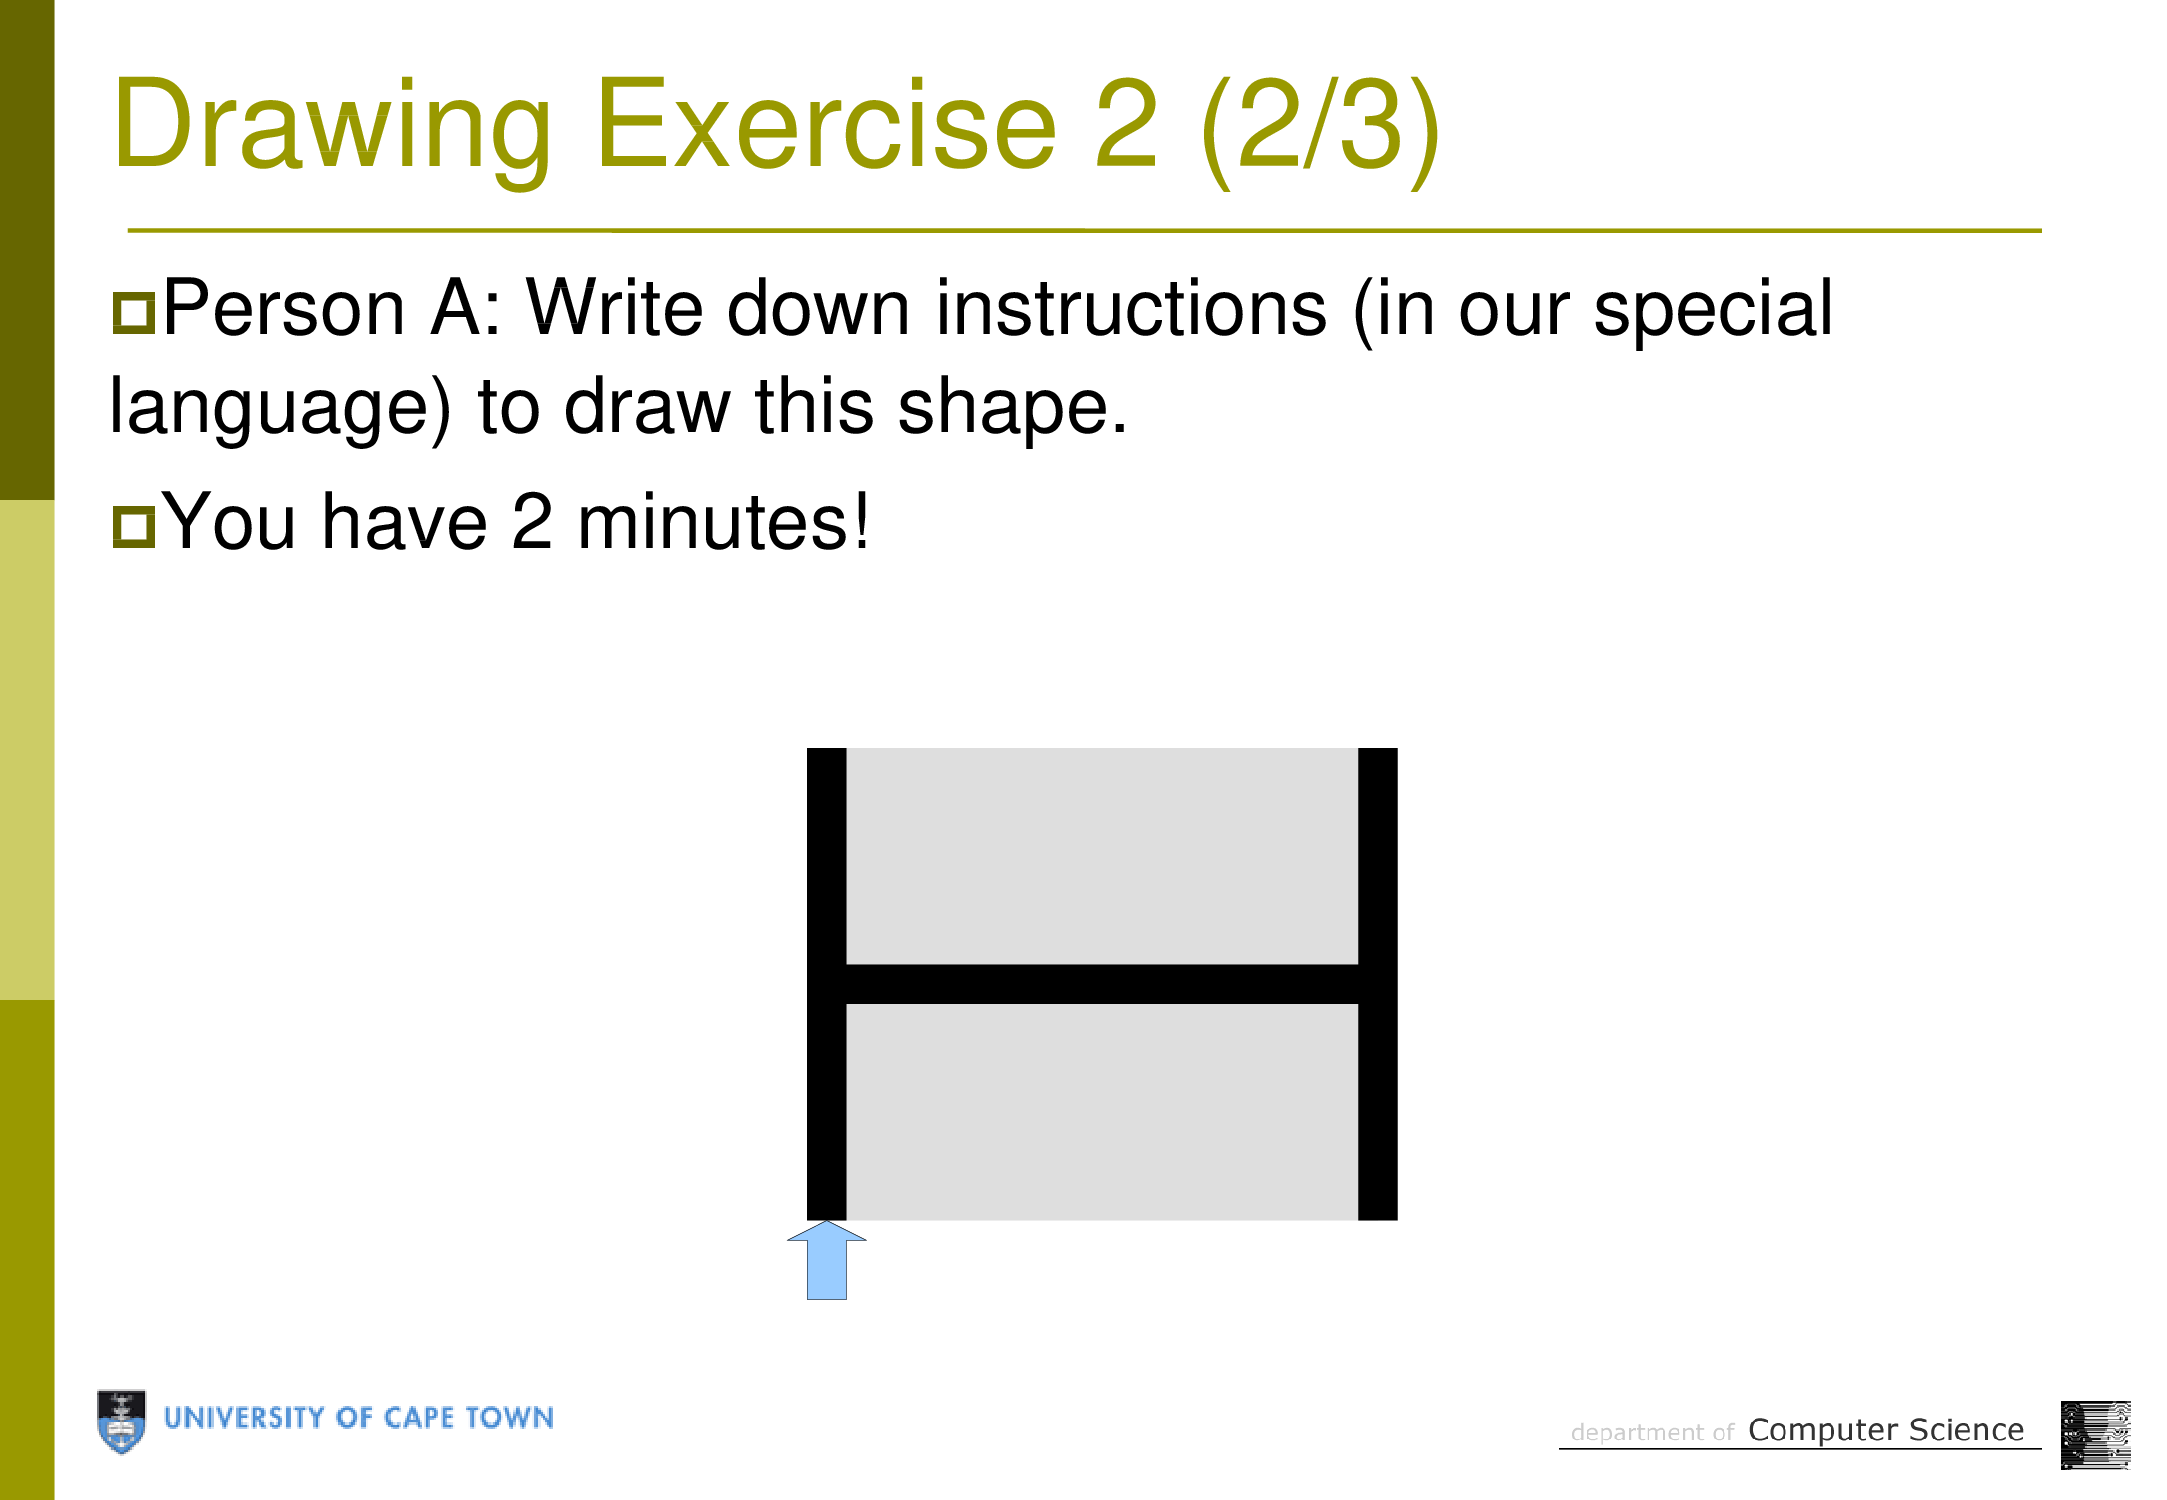 Drawing Exercise 2 (2/3)
Person A: Write down instructions (in our special
language) to draw this shape.
You have 2 minutes!
UNIVERSITY OF CAPE TOWN
department of Computer Science